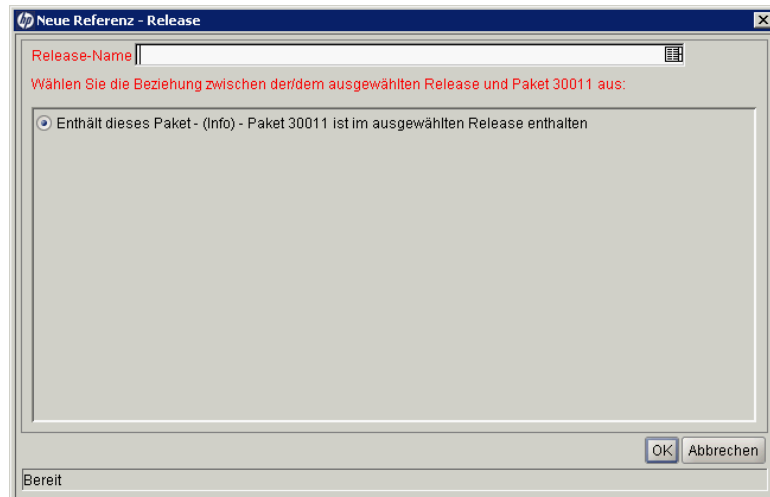 hp Neue Referenz - Release
Release-Name
Wählen Sie die Beziehung zwischen der/dem ausgewählten Release und Paket 30011 aus:
Enthält dieses Paket - (Info) - Paket 30011 ist im ausgewählten Release enthalten
OK Abbrechen
Bereit